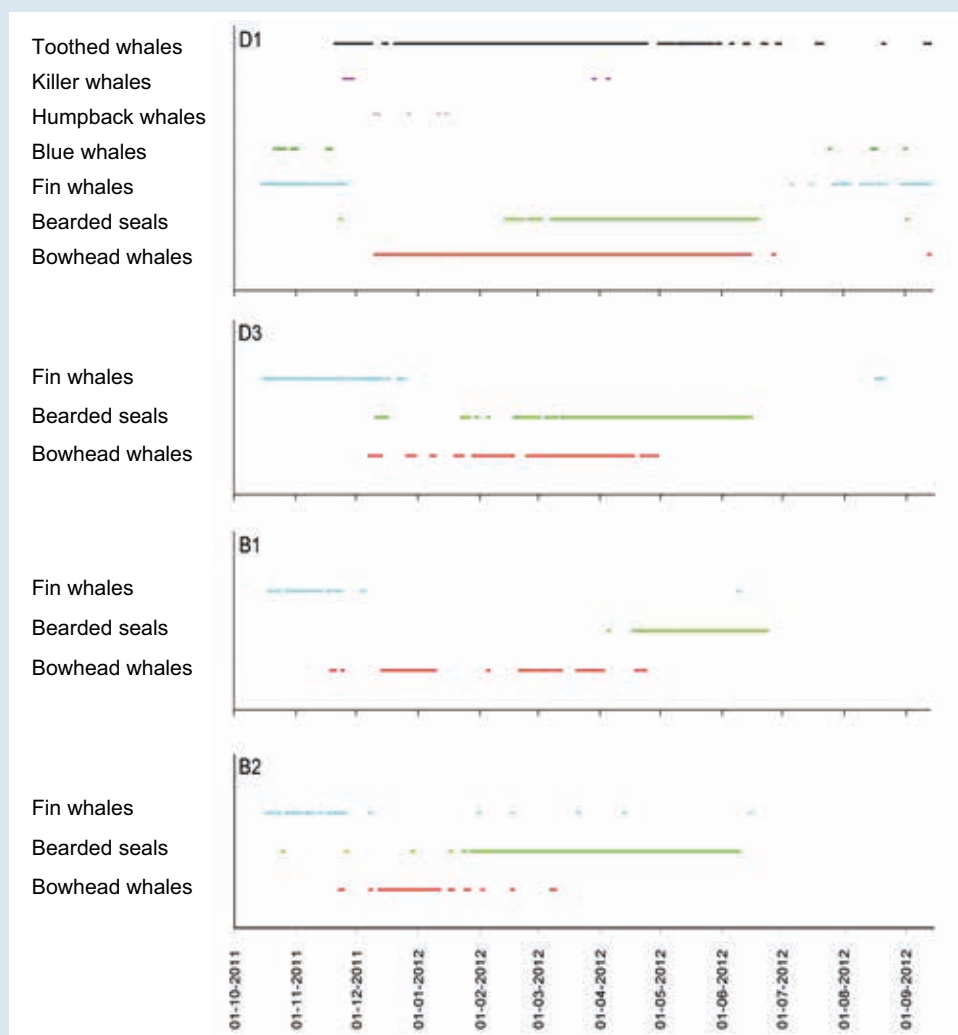 D1
Toothed whales
Killer whales
Humpback whales
Blue whales
Fin whales
Bearded seals
Bowhead whales
D3
Fin whales
Bearded seals
Bowhead whales
B1
Fin whales
Bearded seals
Bowhead whales
B2
Fin whales
Bearded seals
Bowhead whales
01-10-2011
01-11-2011
01-12-2011
01-01-2012
01-02-2012
01-03-2012
01-04-2012
01-05-2012
01-06-2012
01-07-2012
01-08-2012
01-09-2012